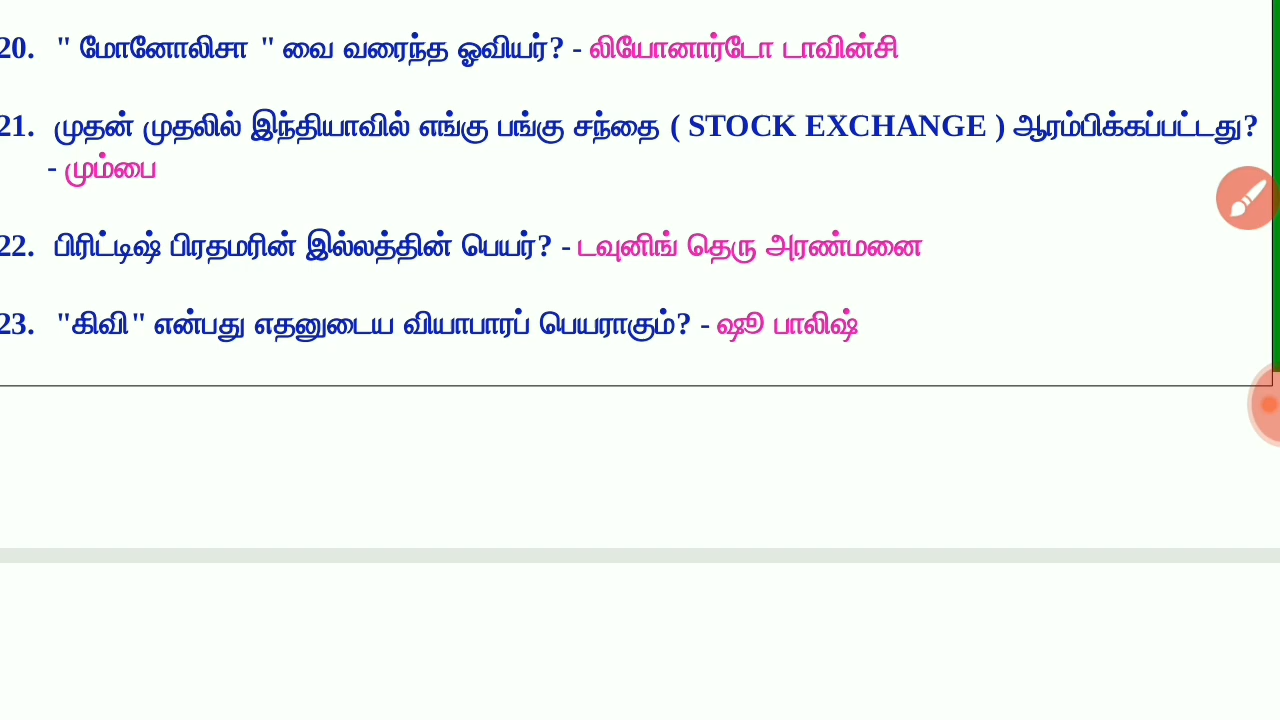 20. " மோனோலிசா " வை வரைந்த ஓவியர்? - லியோனார்டோ டாவின்சி
21. முதன் முதலில் இந்தியாவில் எங்கு பங்கு சந்தை ( STOCK EXCHANGE ) ஆரம்பிக்கப்பட்டது?
- மும்பை
22. பிரிட்டிஷ் பிரதமரின் இல்லத்தின் பெயர்? - டவுனிங் தெரு அரண்மனை
23. "கிவி" என்பது எதனுடைய வியாபாரப் பெயராகும்? - ஷூ பாலிஷ்